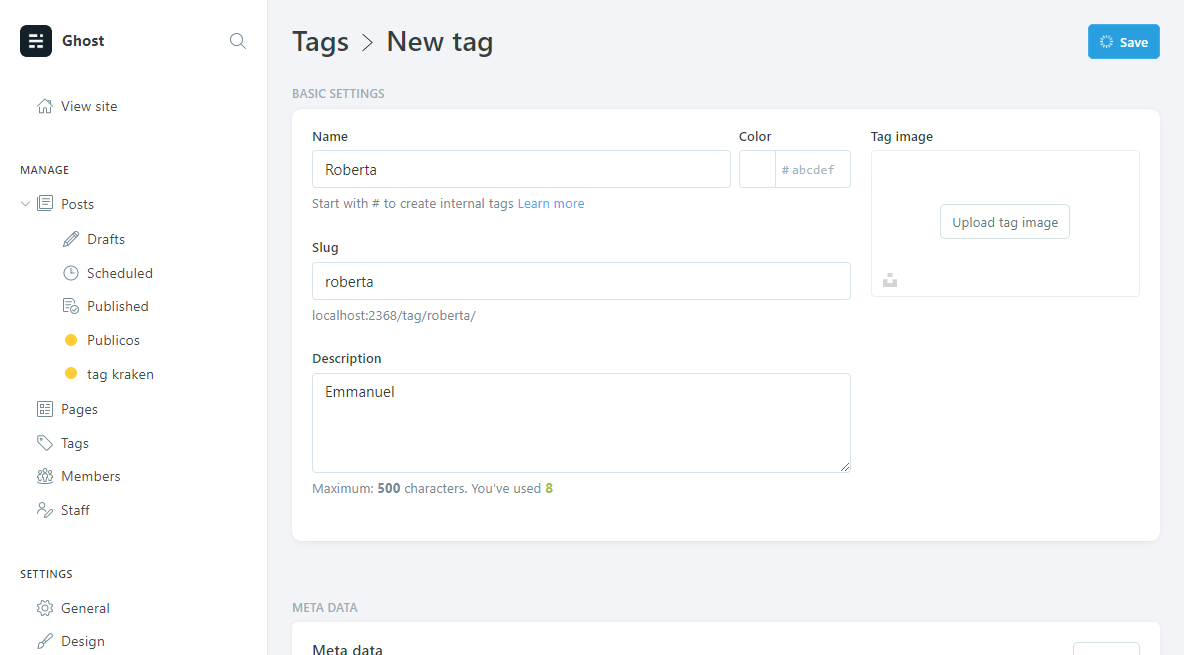 Ghost
View site
MANAGE
Posts
Drafts
Scheduled
Published
Publicos
tag kraken
Pages
Tags
Members
Staff
SETTINGS
General
Design
Tags > New tag
Save
BASIC SETTINGS
Name
Roberta
Start with # to create internal tags Learn more
Color
# abcdef
Tag image
Upload tag image
Slug
roberta
localhost:2368/tag/roberta/
Description
Emmanuel
Maximum: 500 characters. You've used 8
META DATA
Meta data